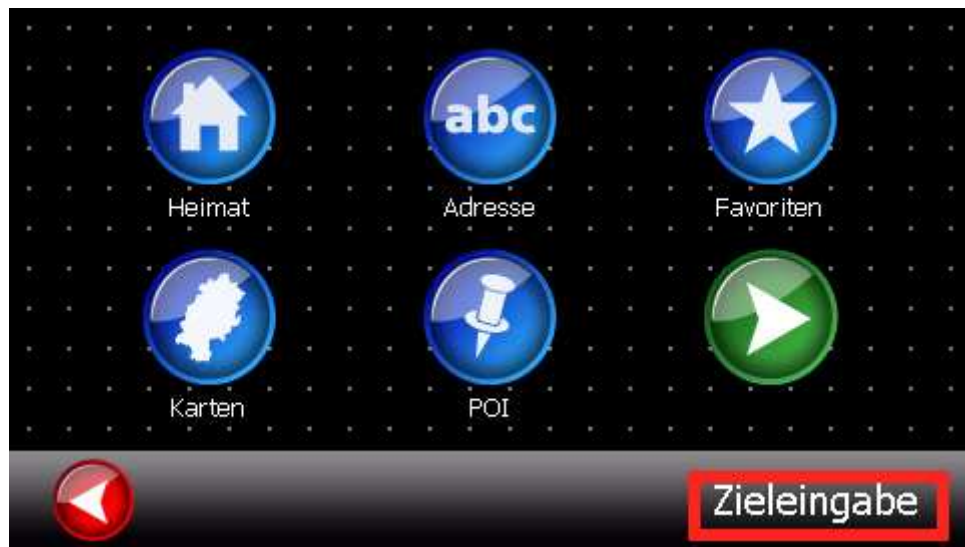 abc
Heimat
Adresse
Favoriten
Karten
POI
Zieleingabe